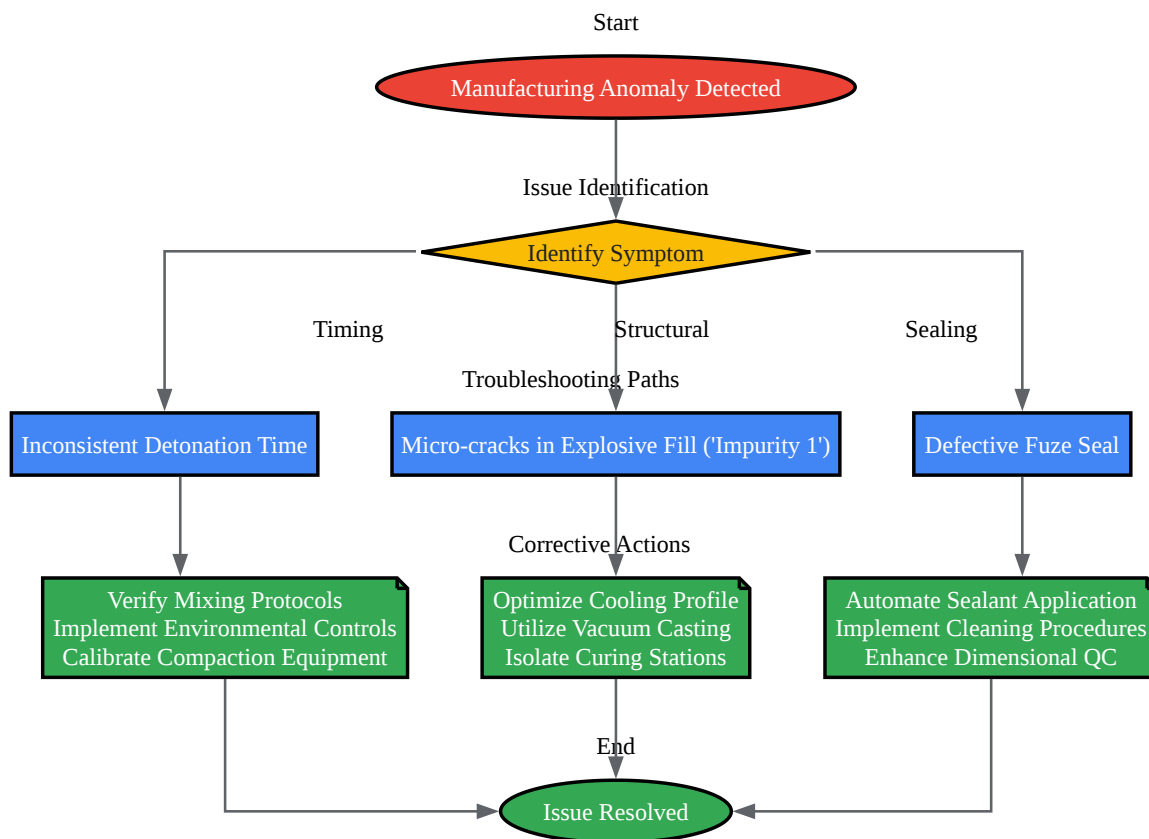 Start
Manufacturing Anomaly Detected
Issue Identification
Identify Symptom
Timing
Structural
Sealing
Troubleshooting Paths
Inconsistent Detonation Time
Micro-cracks in Explosive Fill ('Impurity 1')
Defective Fuze Seal
Corrective Actions
Verify Mixing Protocols
Implement Environmental Controls
Calibrate Compaction Equipment
Optimize Cooling Profile
Utilize Vacuum Casting
Isolate Curing Stations
Automate Sealant Application
Implement Cleaning Procedures
Enhance Dimensional QC
End
Issue Resolved